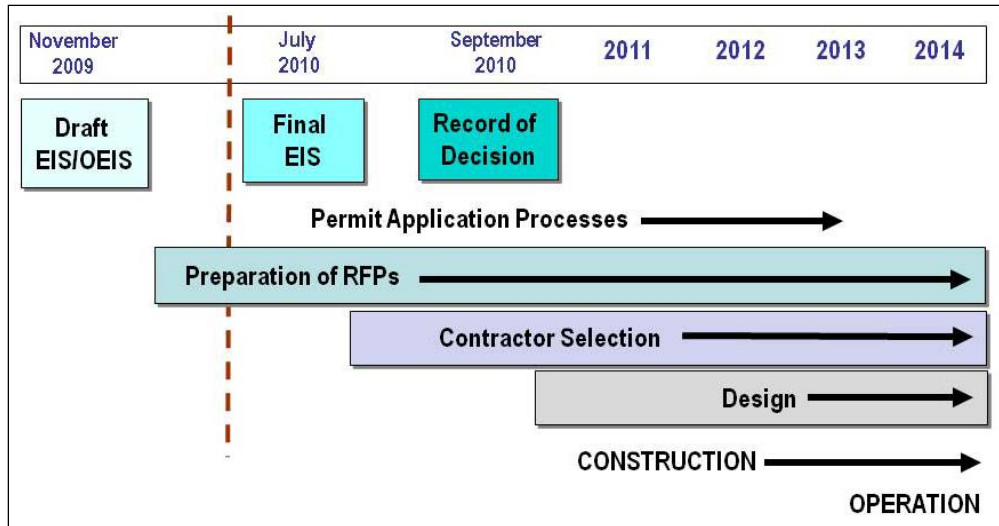 November 2009
July 2010
September 2010
2011
2012
2013
2014
Draft
EIS/OEIS
Final
EIS
Record of
Decision
Permit Application Processes
Preparation of RFPs
Contractor Selection
Design
CONSTRUCTION
OPERATION